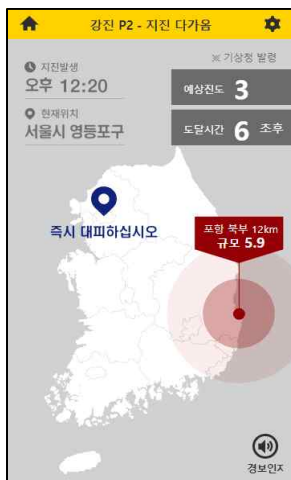 강진 P2 - 지진 다가옴
지진발생
오후 12:20
현재위치
서울시 영등포구
※ 기상청 발령
예상진도 3
도달시간 6 초후
즉시 대피하십시오
포항 북부 12km
규모 5.9
경보인지